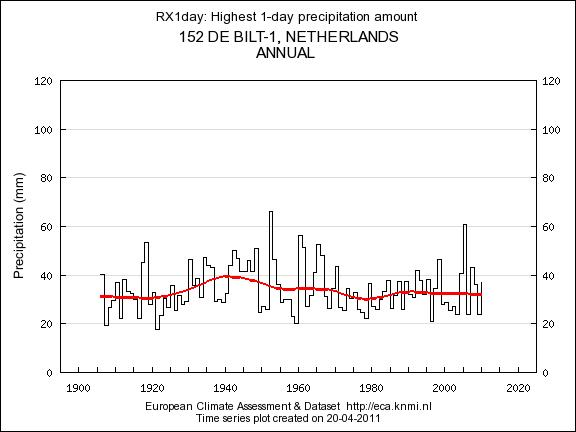 RX1day: Highest 1-day precipitation amount
152 DE BILT-1, NETHERLANDS
ANNUAL
120 120
100 100
80 80
60 60
40 40
20 20
0 0
Precipitation (mm)
1900 1920 1940 1960 1980 2000 2020
European Climate Assessment & Dataset http://eca.knmi.nl
Time series plot created on 20-04-2011